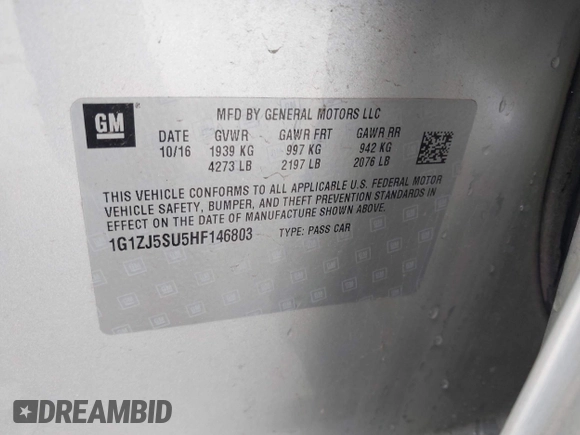 GM
MFD BY GENERAL MOTORS LLC
DATE GVWR GAWR FRT GAWR RR
10/16 1939 KG 997 KG 942 KG
4273 LB 2197 LB 2076 LB
THIS VEHICLE CONFORMS TO ALL APPLICABLE U.S. FEDERAL MOTOR
VEHICLE SAFETY, BUMPER, AND THEFT PREVENTION STANDARDS IN
EFFECT ON THE DATE OF MANUFACTURE SHOWN ABOVE.
1G1ZJ5SU5HF146803 TYPE: PASS CAR
DREAMBID.COM